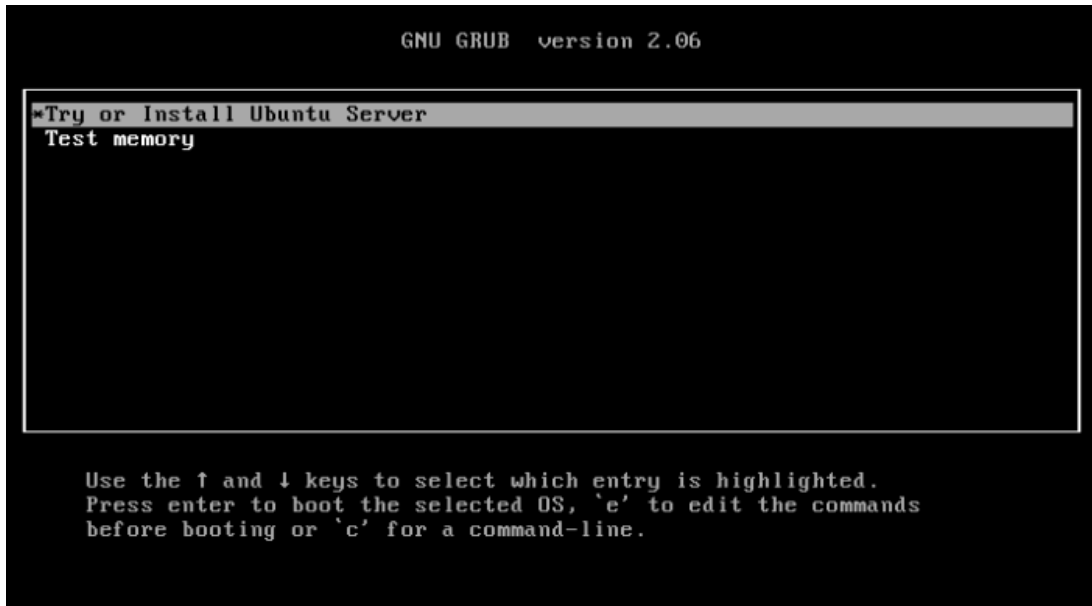 GNU GRUB  version 2.06
*Try or Install Ubuntu Server
Test memory
Use the ↑ and ↓ keys to select which entry is highlighted.
Press enter to boot the selected OS, `e' to edit the commands
before booting or `c' for a command-line.